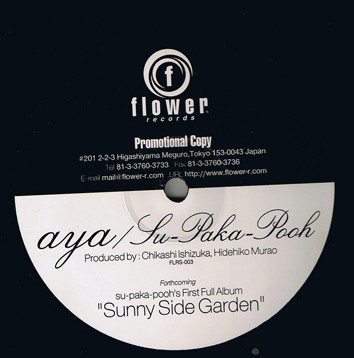 f
flower
records
Promotional Copy
#201 2-2-3 Higashiyama Meguro,Tokyo 153-0043 Japan
Tel 81-3-3760-3733 Fax 81-3-3760-3736
E-mail mail@flower-r.com ,URL http://www.flower-r.com
aya/Su-Paka-Pooh
Produced by : Chikashi Ishizuka, Hidehiko Murao
FLRS-003
Forthcoming
su-paka-pooh's First Full Album
"Sunny Side Garden"